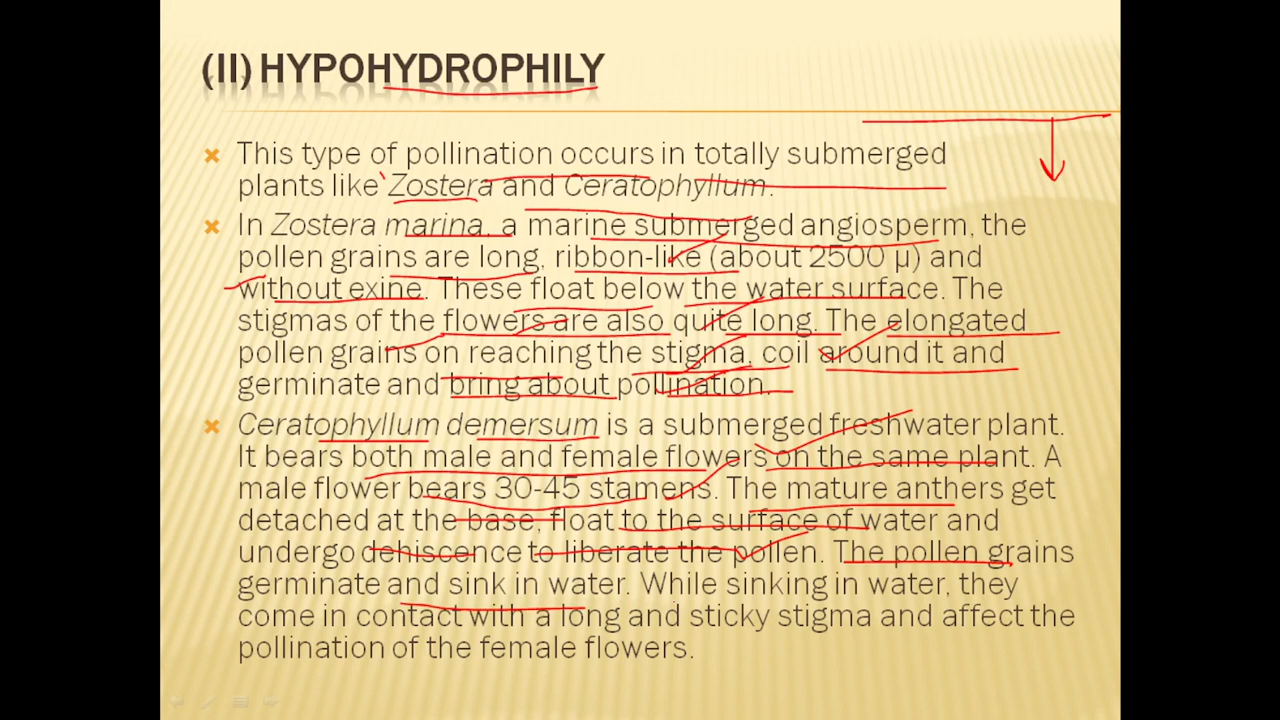 (II) HYPOHYDROPHILY
This type of pollination occurs in totally submerged
plants like Zostera and Ceratophyllum.
In Zostera marina, a marine submerged angiosperm, the
pollen grains are long, ribbon-like (about 2500 µ) and
without exine. These float below the water surface. The
stigmas of the flowers are also quite long. The elongated
pollen grains on reaching the stigma, coil around it and
germinate and bring about pollination.
Ceratophyllum demersum is a submerged freshwater plant.
It bears both male and female flowers on the same plant. A
male flower bears 30-45 stamens. The mature anthers get
detached at the base, float to the surface of water and
undergo dehiscence to liberate the pollen. The pollen grains
germinate and sink in water. While sinking in water, they
come in contact with a long and sticky stigma and affect the
pollination of the female flowers.